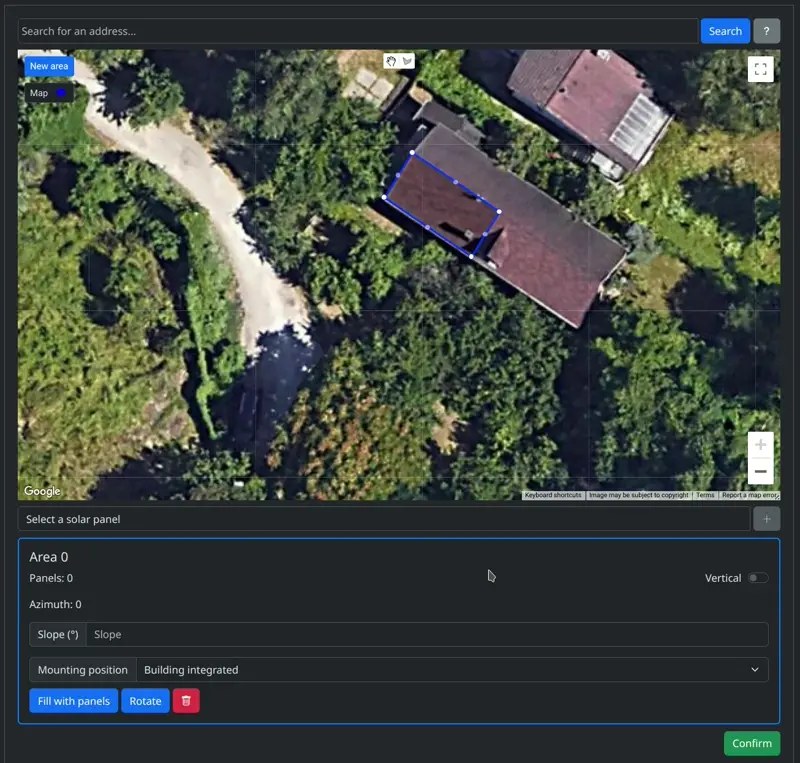 Search for an address...
Search
?
New area
Map
Google
Keyboard shortcuts
Image may be subject to copyright
Terms
Report a map error
Select a solar panel
+
Area 0
Panels: 0
Vertical
Azimuth: 0
Slope (°)
Slope
Mounting position
Building integrated
Fill with panels
Rotate
Confirm